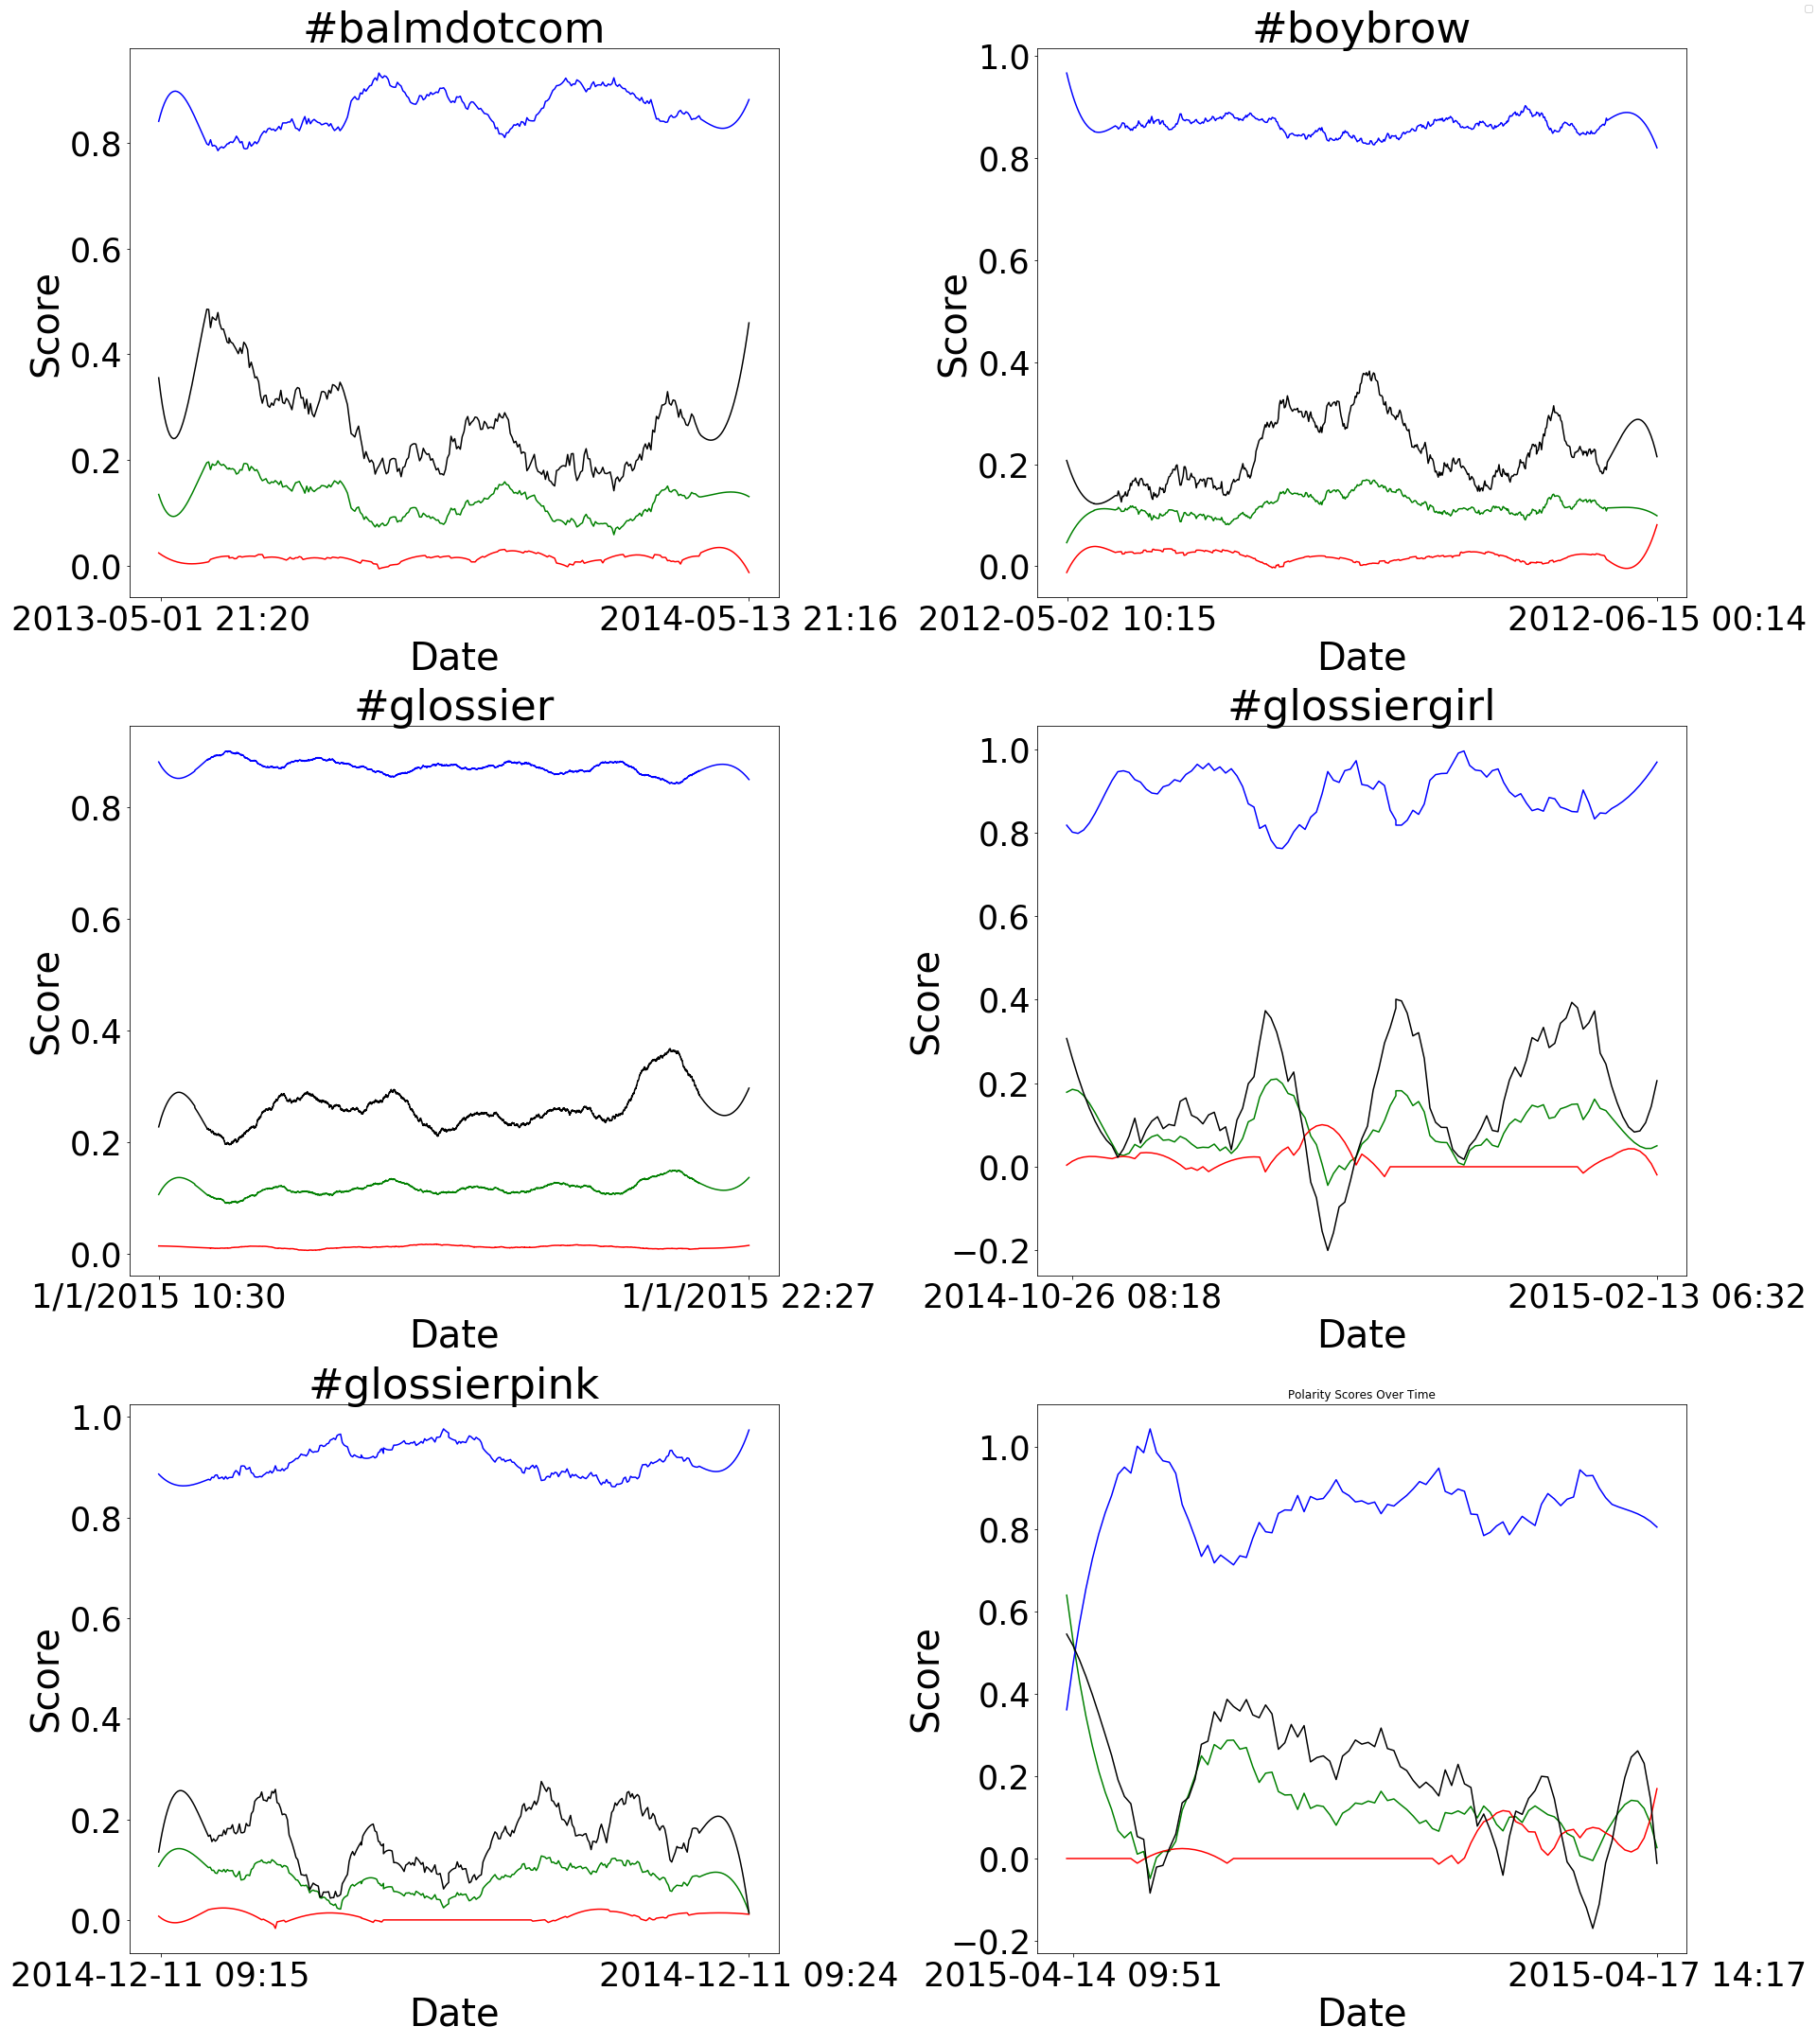 #balmdotcom
Score
0.8
0.6
0.4
0.2
0.0
2013-05-01 21:20
2014-05-13 21:16
Date
#boybrow
Score
1.0
0.8
0.6
0.4
0.2
0.0
2012-05-02 10:15
2012-06-15 00:14
Date
#glossier
Score
0.8
0.6
0.4
0.2
0.0
1/1/2015 10:30
1/1/2015 22:27
Date
#glossiergirl
Score
1.0
0.8
0.6
0.4
0.2
0.0
−0.2
2014-10-26 08:18
2015-02-13 06:32
Date
#glossierpink
Score
1.0
0.8
0.6
0.4
0.2
0.0
2014-12-11 09:15
2014-12-11 09:24
Date
Polarity Scores Over Time
Score
1.0
0.8
0.6
0.4
0.2
0.0
−0.2
2015-04-14 09:51
2015-04-17 14:17
Date